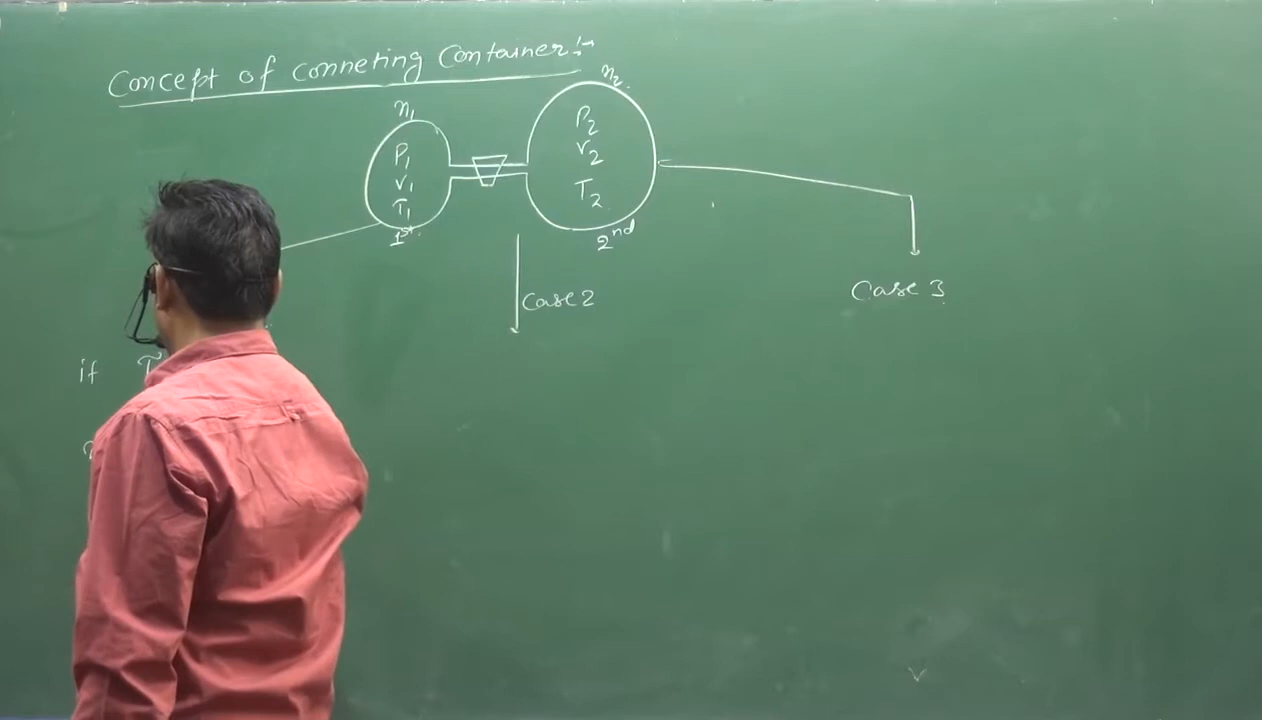 Concept of conneting Container:→
n₁
P₁
V₁
T₁
1st
n₂
P₂
V₂
T₂
2nd
Case 2
Case 3
if T